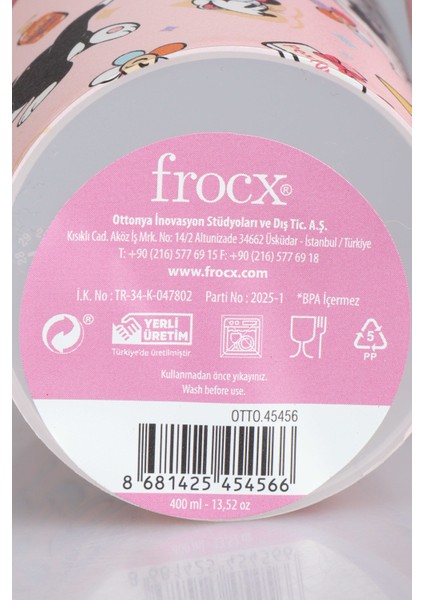 frocx®
Ottonya İnovasyon Stüdyoları ve Dış Tic. A.Ş.
Kısıklı Cad. Aköz İş Mrk. No: 14/2 Altunizade 34662 Üsküdar - İstanbul / Türkiye
T: +90 (216) 577 69 15 F: +90 (216) 577 69 18
www.frocx.com
İ.K. No : TR-34-K-047802 Parti No : 2025-1 *BPA İçermez
® YERLİ ÜRETİM 5
Türkiye'de üretilmiştir. PP
Kullanmadan önce yıkayınız.
Wash before use.
OTTO.45456
8 681425 454566
400 ml - 13,52 oz